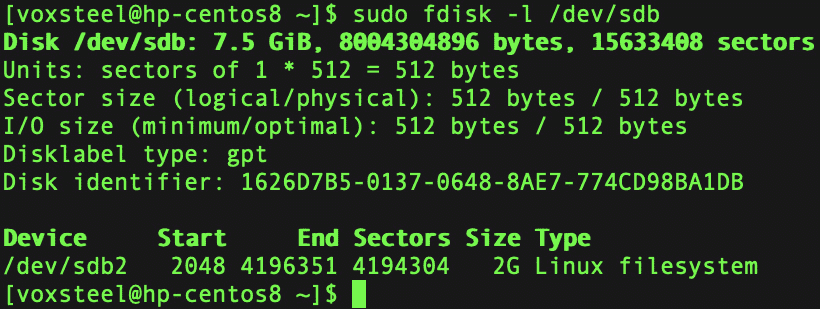 [voxsteel@hp-centos8 ~]$ sudo fdisk -l /dev/sdb
Disk /dev/sdb: 7.5 GiB, 8004304896 bytes, 15633408 sectors
Units: sectors of 1 * 512 = 512 bytes
Sector size (logical/physical): 512 bytes / 512 bytes
I/O size (minimum/optimal): 512 bytes / 512 bytes
Disklabel type: gpt
Disk identifier: 1626D7B5-0137-0648-8AE7-774CD98BA1DB

Device     Start     End Sectors Size Type
/dev/sdb2   2048 4196351 4194304   2G Linux filesystem
[voxsteel@hp-centos8 ~]$